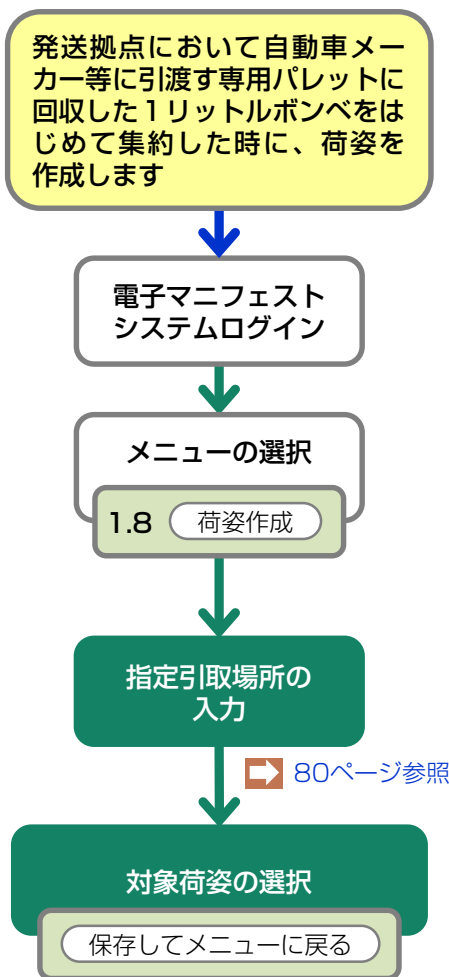 発送拠点において自動車メー
カー等に引渡す専用パレットに
回収した1リットルボンベをは
じめて集約した時に、荷姿を
作成します
電子マニフェスト
システムログイン
メニューの選択
1.8 荷姿作成
指定引取場所の
入力
80ページ参照
対象荷姿の選択
保存してメニューに戻る